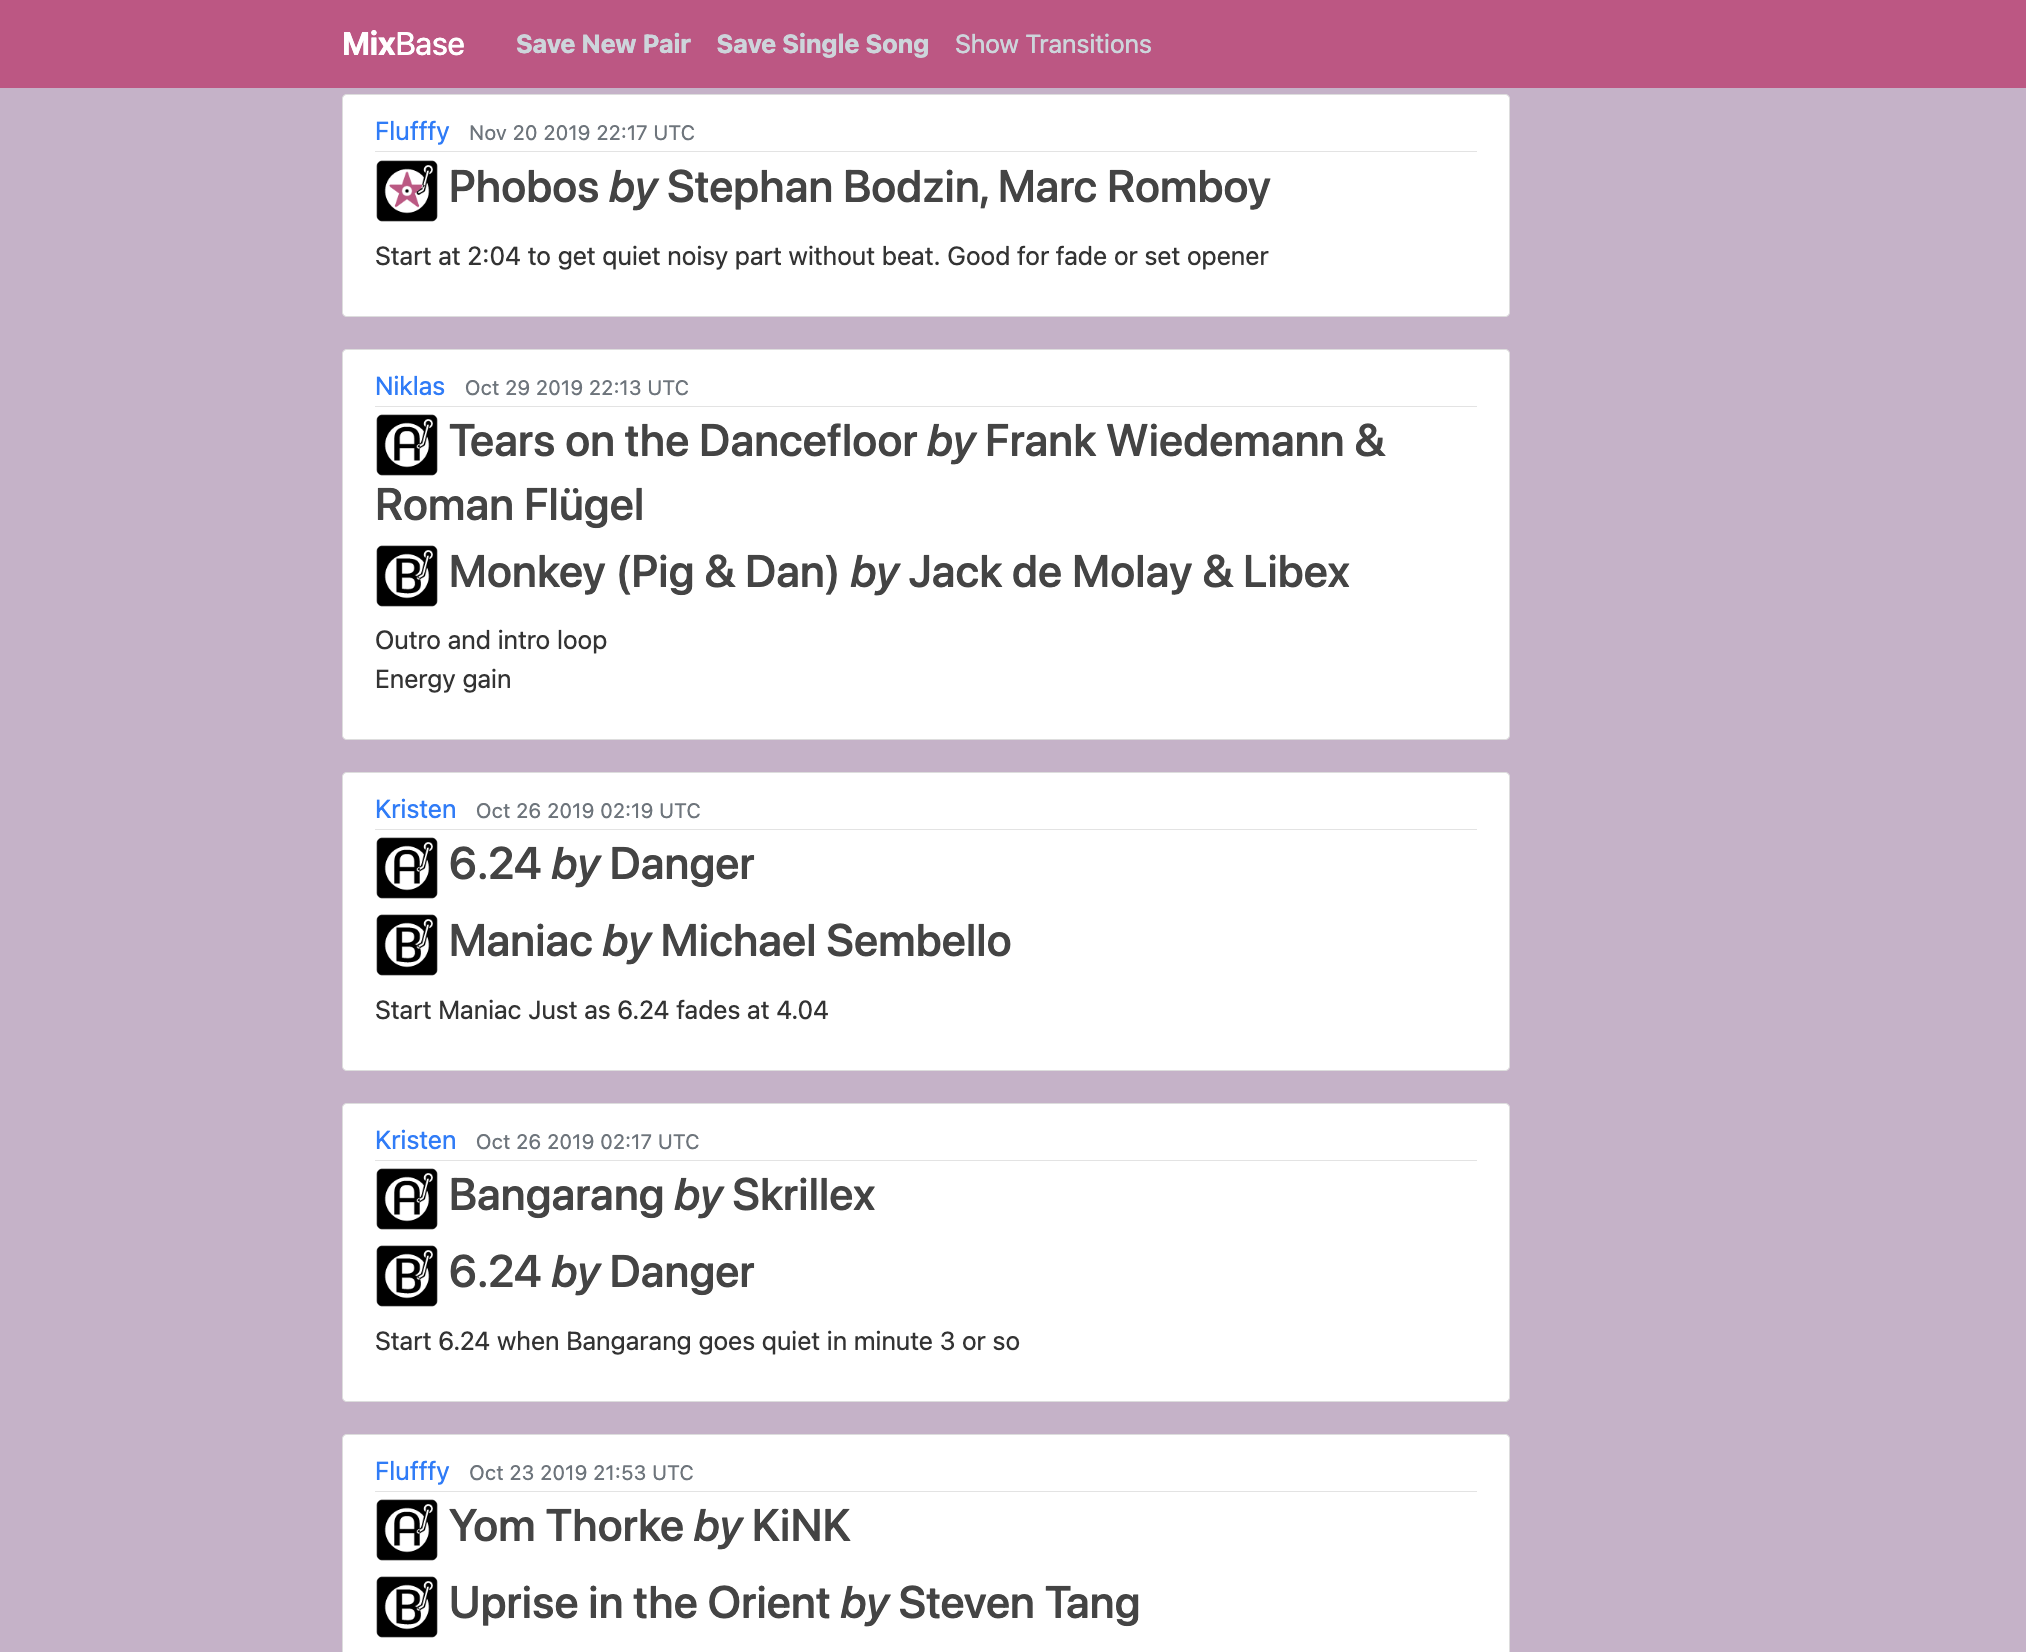 MixBase Save New Pair Save Single Song Show Transitions
Flufffy Nov 20 2019 22:17 UTC
Phobos by Stephan Bodzin, Marc Romboy
Start at 2:04 to get quiet noisy part without beat. Good for fade or set opener
Niklas Oct 29 2019 22:13 UTC
A Tears on the Dancefloor by Frank Wiedemann &
Roman Flügel
B Monkey (Pig & Dan) by Jack de Molay & Libex
Outro and intro loop
Energy gain
Kristen Oct 26 2019 02:19 UTC
A 6.24 by Danger
B Maniac by Michael Sembello
Start Maniac Just as 6.24 fades at 4.04
Kristen Oct 26 2019 02:17 UTC
A Bangarang by Skrillex
B 6.24 by Danger
Start 6.24 when Bangarang goes quiet in minute 3 or so
Flufffy Oct 23 2019 21:53 UTC
A Yom Thorke by KiNK
B Uprise in the Orient by Steven Tang